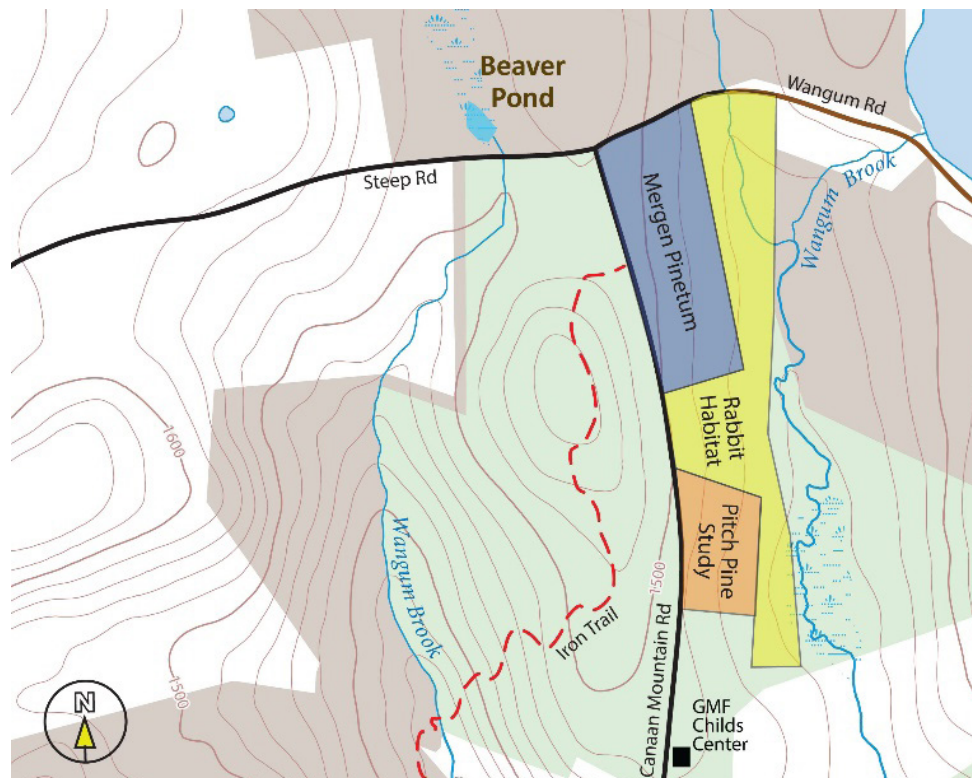 Beaver
Pond
Wangum Rd
Steep Rd
Wangum Brook
Mergen Pinetum
Rabbit
Habitat
1600
Pitch Pine
Study
Wangum Brook
1500
Iron Trail
1500
Canaan Mountain Rd
N
GMF
Childs
Center